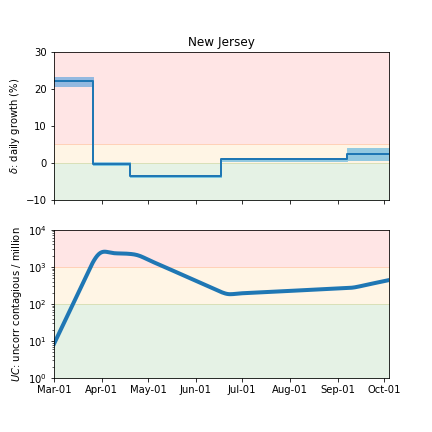 New Jersey
δ: daily growth (%)
30
20
10
0
−10
UC: uncorr contagious / million
10⁴
10³
10²
10¹
10⁰
Mar-01 Apr-01 May-01 Jun-01 Jul-01 Aug-01 Sep-01 Oct-01